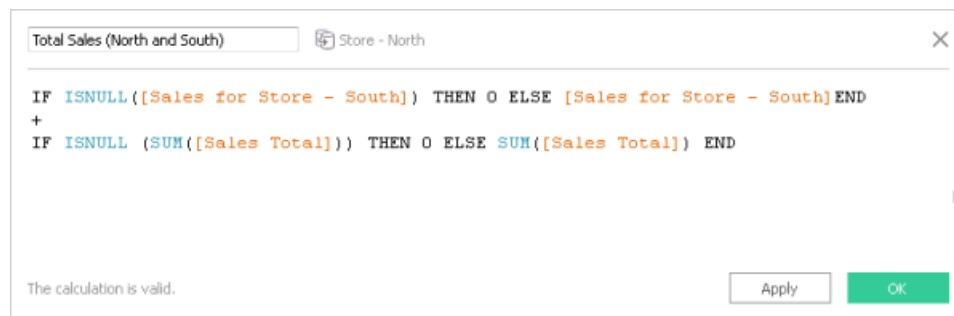 Total Sales (North and South) Store - North
IF ISNULL([Sales for Store - South]) THEN 0 ELSE [Sales for Store - South]END
+
IF ISNULL (SUM([Sales Total])) THEN 0 ELSE SUM([Sales Total]) END
The calculation is valid. Apply OK